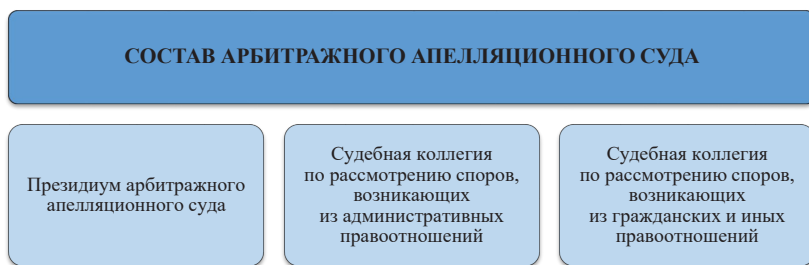 СОСТАВ АРБИТРАЖНОГО АПЕЛЛЯЦИОННОГО СУДА
Президиум арбитражного
апелляционного суда
Судебная коллегия
по рассмотрению споров,
возникающих
из административных
правоотношений
Судебная коллегия
по рассмотрению споров,
возникающих
из гражданских и иных
правоотношений